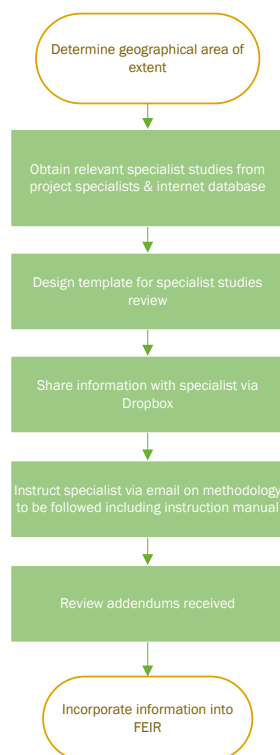 Determine geographical area of
extent
Obtain relevant specialist studies from
project specialists & internet database
Design template for specialist studies
review
Share information with specialist via
Dropbox
Instruct specialist via email on methodology
to be followed including instruction manual
Review addendums received
Incorporate information into
FEIR